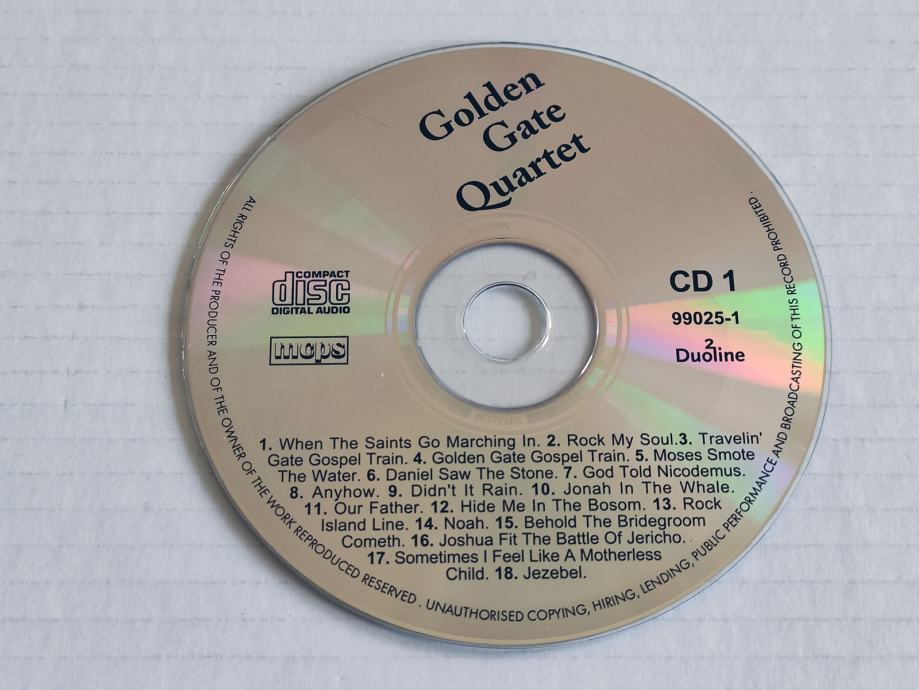 Golden
Gate
Quartet
COMPACT
disc
DIGITAL AUDIO
mcps
CD 1
99025-1
2
Duoline
1. When The Saints Go Marching In. 2. Rock My Soul.3. Travelin'
Gate Gospel Train. 4. Golden Gate Gospel Train. 5. Moses Smote
The Water. 6. Daniel Saw The Stone. 7. God Told Nicodemus.
8. Anyhow. 9. Didn't It Rain. 10. Jonah In The Whale.
11. Our Father. 12. Hide Me In The Bosom. 13. Rock
Island Line. 14. Noah. 15. Behold The Bridegroom
Cometh. 16. Joshua Fit The Battle Of Jericho.
17. Sometimes I Feel Like A Motherless
Child. 18. Jezebel.
ALL RIGHTS OF THE PRODUCER AND OF THE OWNER OF THE WORK REPRODUCED RESERVED . UNAUTHORISED COPYING, HIRING, LENDING, PUBLIC PERFORMANCE AND BROADCASTING OF THIS RECORD PROHIBITED.